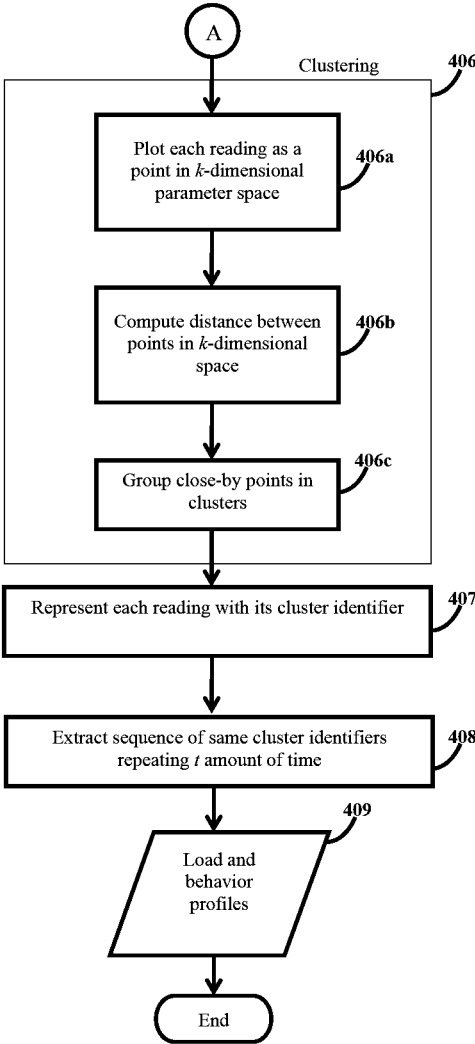 A
Clustering
406
Plot each reading as a
point in k-dimensional
parameter space
406a
Compute distance between
points in k-dimensional
space
406b
Group close-by points in
clusters
406c
Represent each reading with its cluster identifier
407
Extract sequence of same cluster identifiers
repeating t amount of time
408
409
Load and
behavior
profiles
End